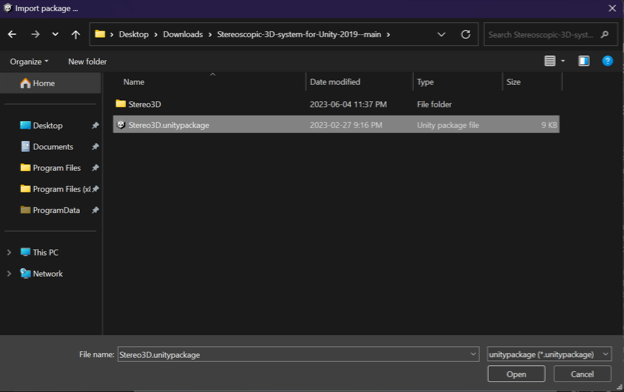 Import package ...
Desktop
Downloads
Stereoscopic-3D-system-for-Unity-2019--main
Search Stereoscopic-3D-syst...
Organize
New folder
Home
Name
Date modified
Type
Size
Stereo3D
2023-06-04 11:37 PM
File folder
Stereo3D.unitypackage
2023-02-27 9:16 PM
Unity package file
9 KB
Desktop
Documents
Program Files
Program Files (x8
ProgramData
This PC
Network
File name:
Stereo3D.unitypackage
unitypackage (*.unitypackage)
Open
Cancel